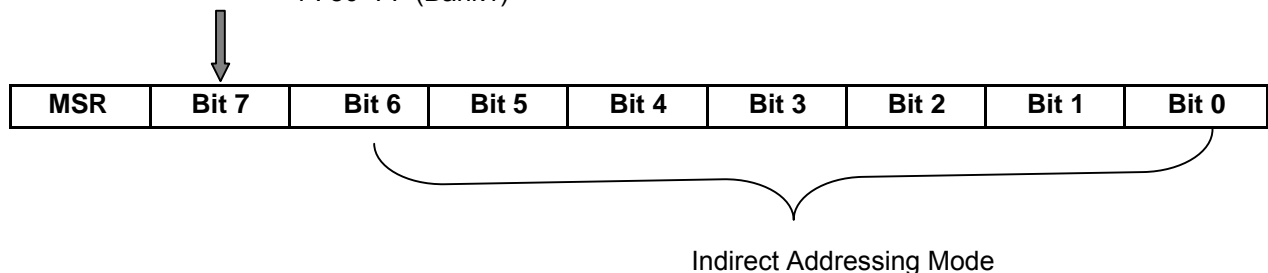 MSR Bit 7 Bit 6 Bit 5 Bit 4 Bit 3 Bit 2 Bit 1 Bit 0
Indirect Addressing Mode